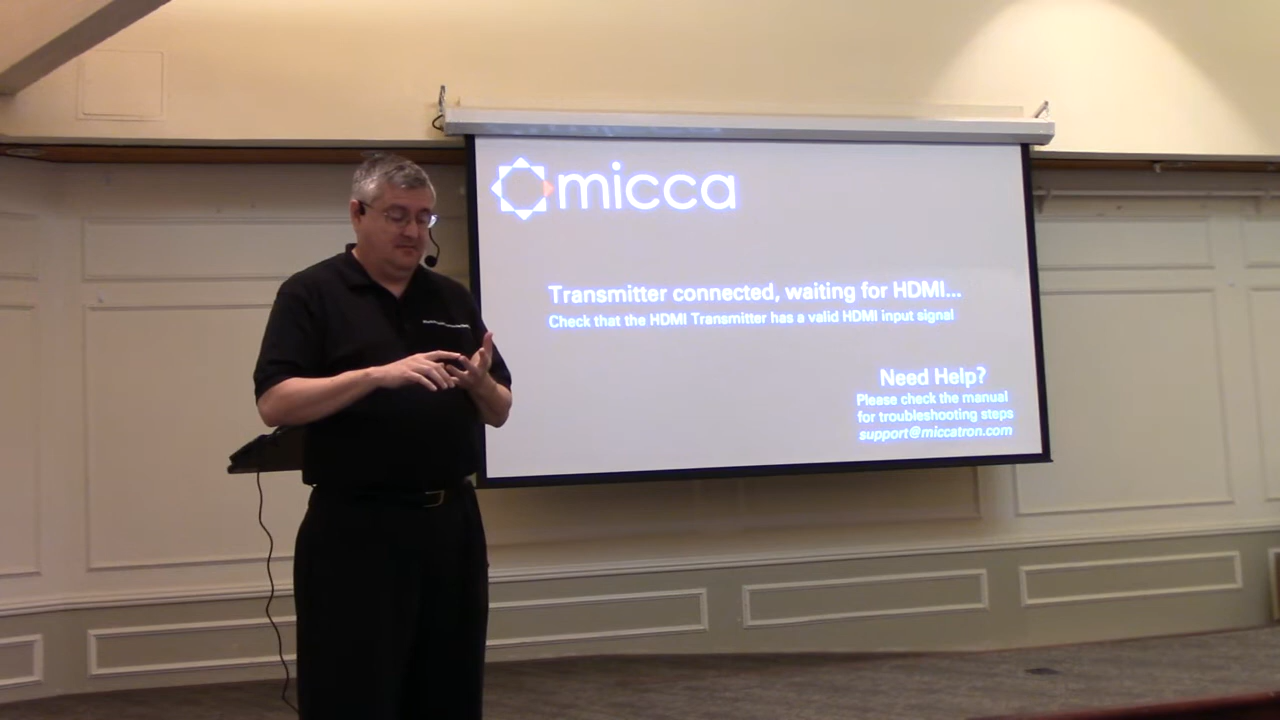 micca
Transmitter connected, waiting for HDMI...
Check that the HDMI Transmitter has a valid HDMI input signal
Need Help?
Please check the manual
for troubleshooting steps
support@miccatron.com